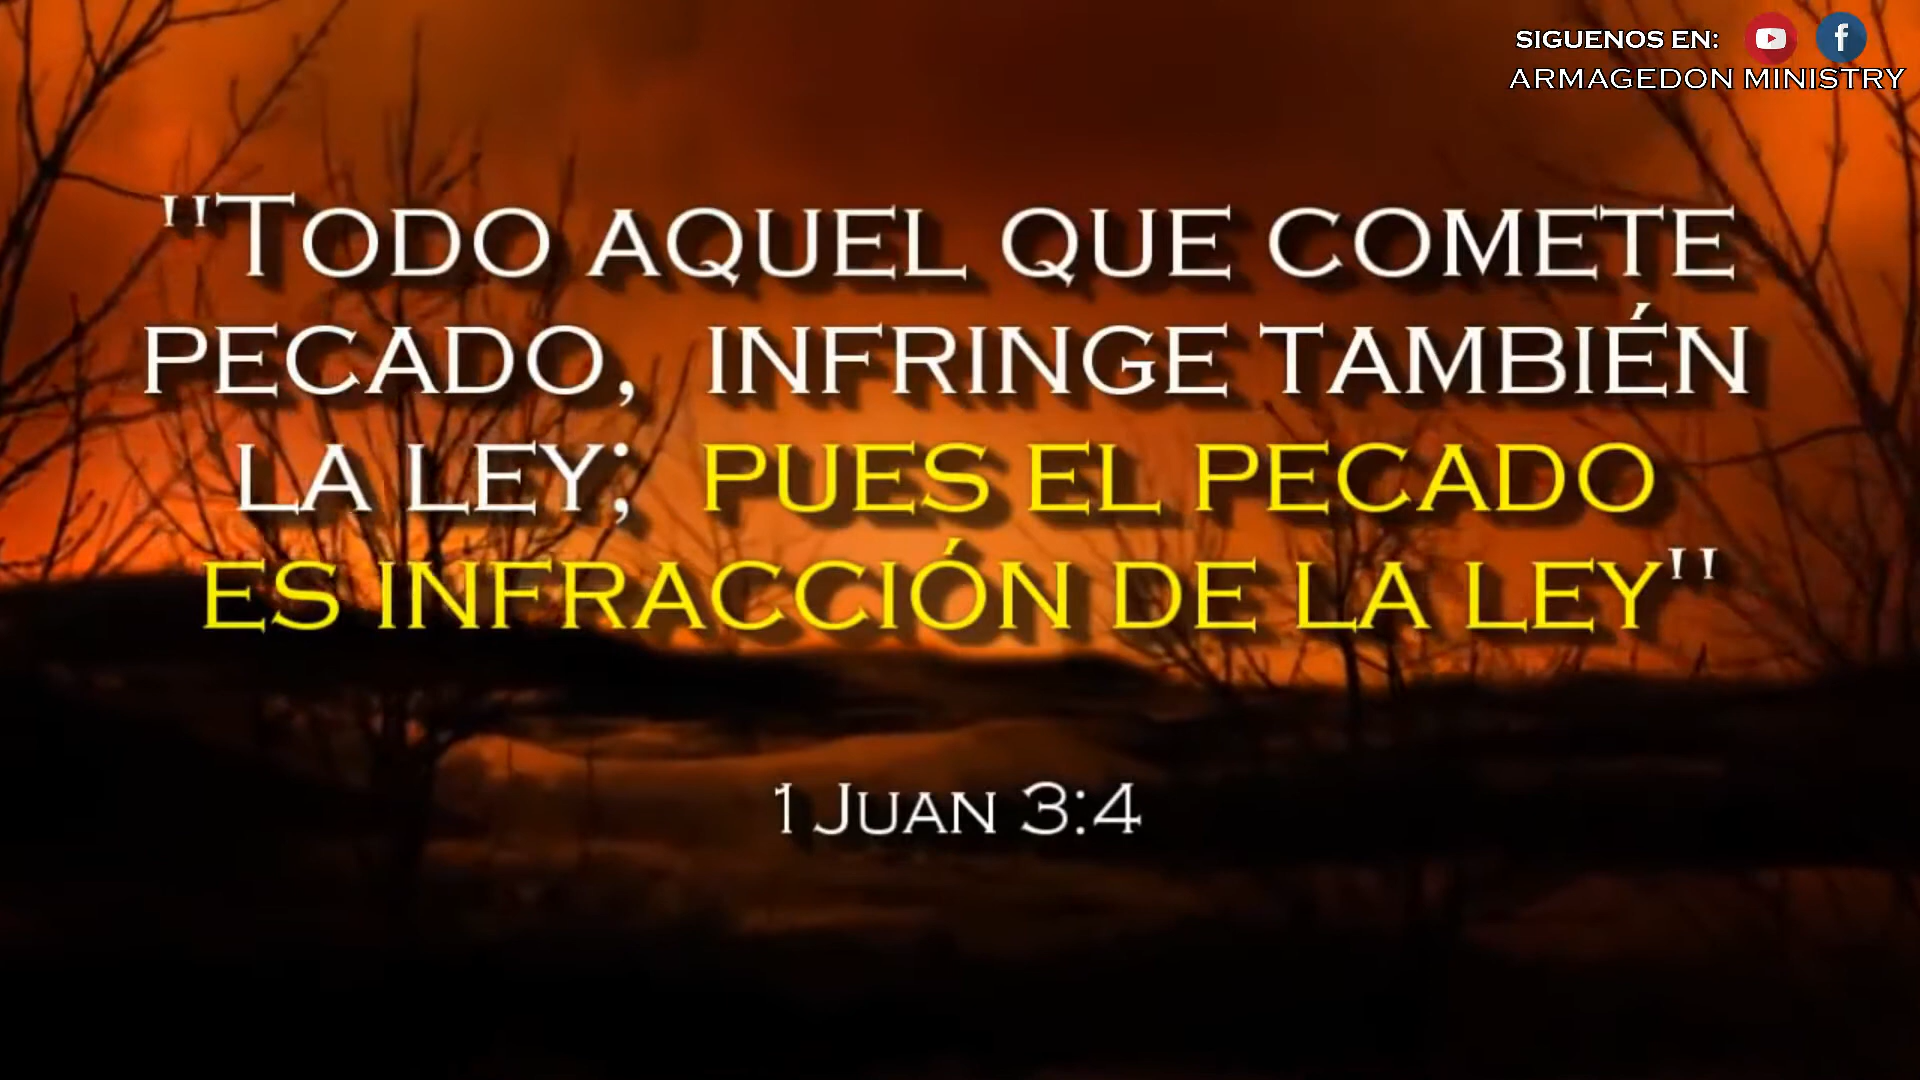 SIGUENOS EN:
ARMAGEDON MINISTRY
"TODO AQUEL QUE COMETE
PECADO, INFRINGE TAMBIÉN
LA LEY; PUES EL PECADO
ES INFRACCIÓN DE LA LEY"
1 JUAN 3:4